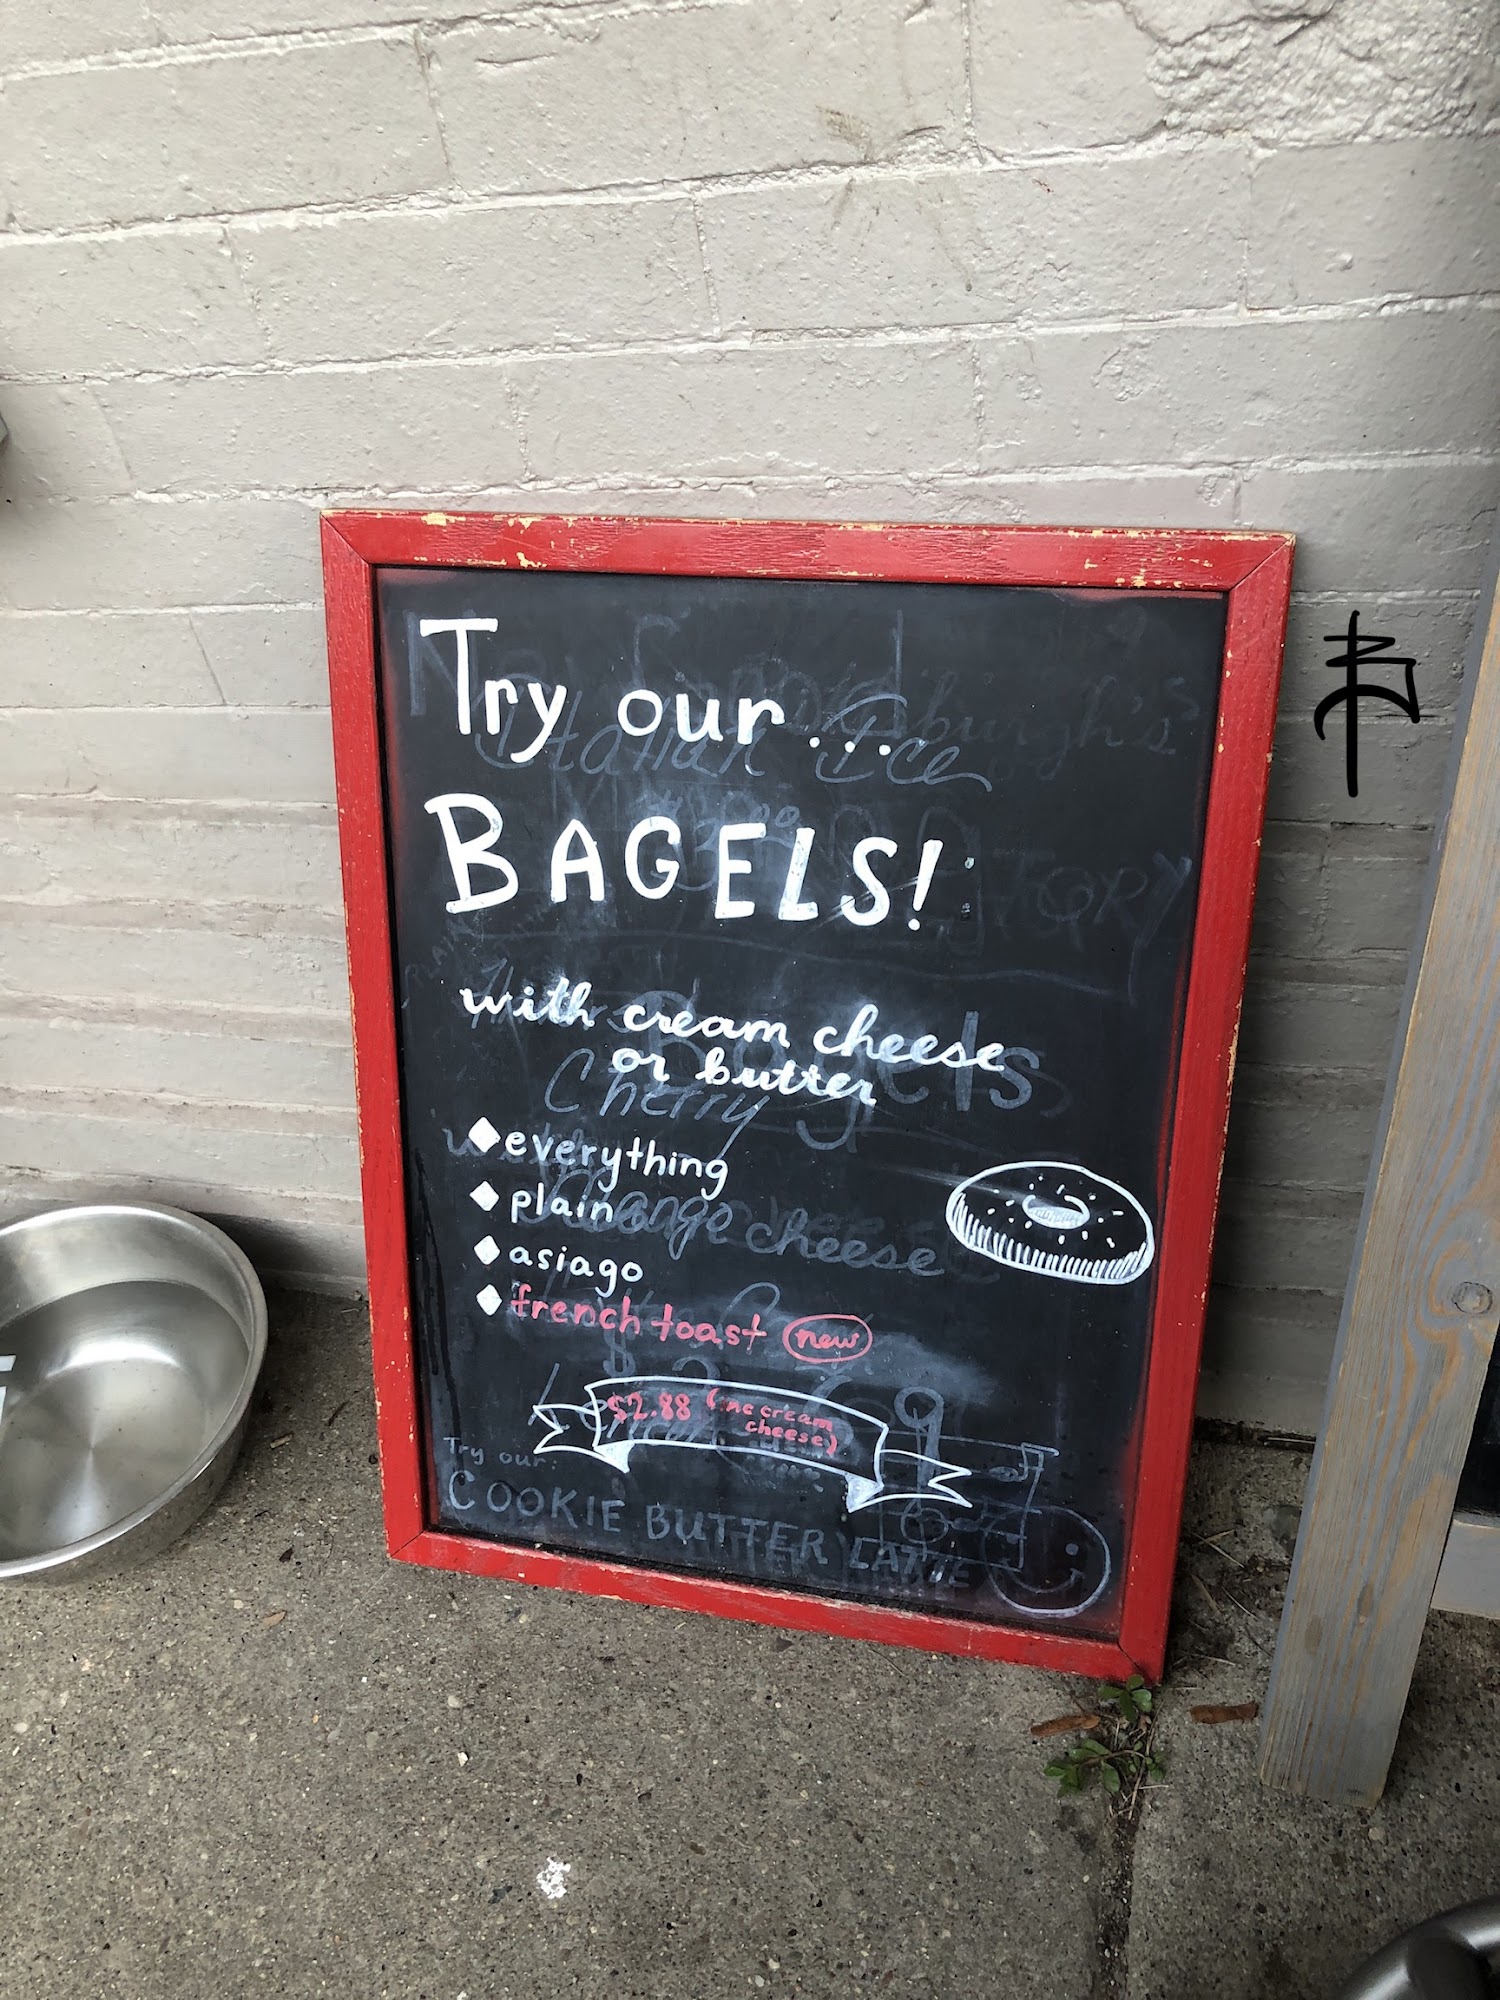 Try our....
BAGELS!
with cream cheese
or butter
everything
plain
asiago
french toast new
$2.88 (inc cream
cheese)
Try our:
COOKIE BUTTER LATTE